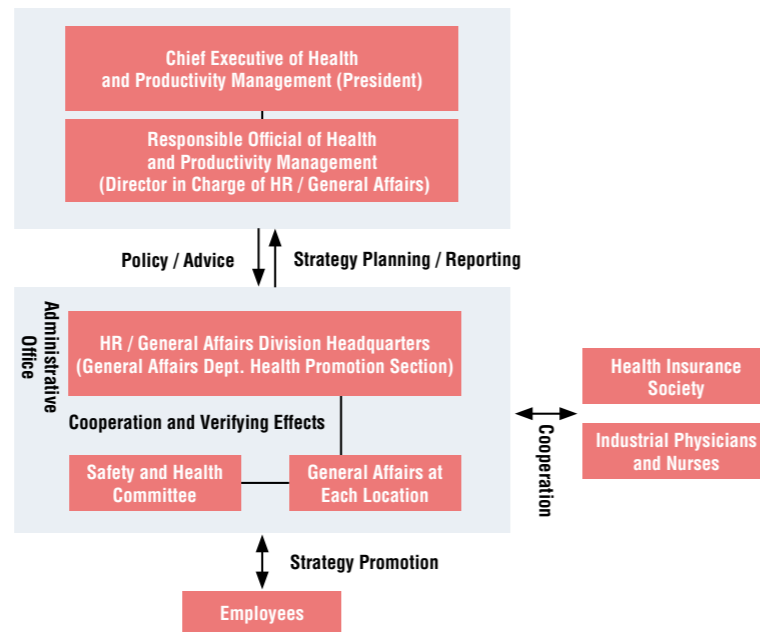 Chief Executive of Health
and Productivity Management (President)
Responsible Official of Health
and Productivity Management
(Director in Charge of HR / General Affairs)
Policy / Advice
Strategy Planning / Reporting
Administrative
Office
HR / General Affairs Division Headquarters
(General Affairs Dept. Health Promotion Section)
Cooperation and Verifying Effects
Safety and Health
Committee
General Affairs at
Each Location
Cooperation
Health Insurance
Society
Industrial Physicians
and Nurses
Strategy Promotion
Employees